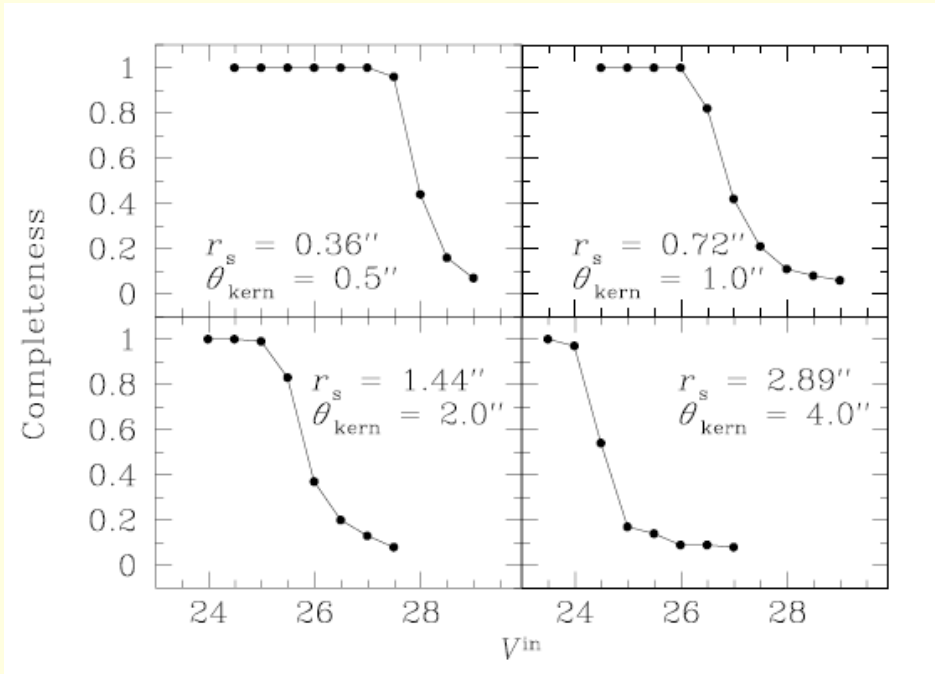 Completeness
1
0.8
0.6
0.4
0.2
0
r_s = 0.36″
θ_kern = 0.5″
r_s = 0.72″
θ_kern = 1.0″
1
0.8
0.6
0.4
0.2
0
r_s = 1.44″
θ_kern = 2.0″
r_s = 2.89″
θ_kern = 4.0″
24 26 28 24 26 28
V^in